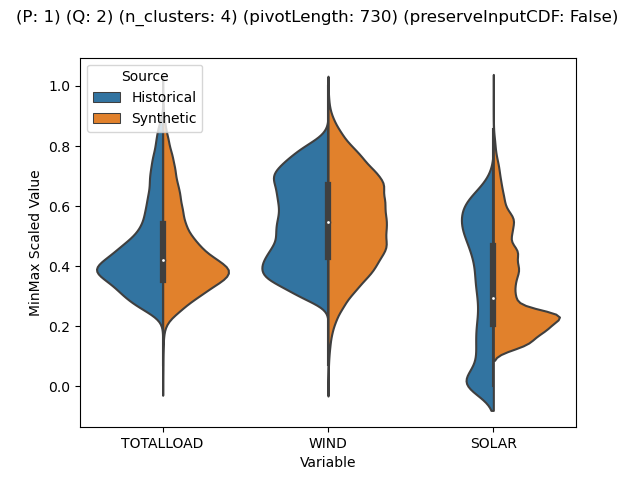 (P: 1) (Q: 2) (n_clusters: 4) (pivotLength: 730) (preserveInputCDF: False)
Source
Historical
Synthetic
1.0
0.8
0.6
0.4
0.2
0.0
MinMax Scaled Value
TOTALLOAD WIND SOLAR
Variable